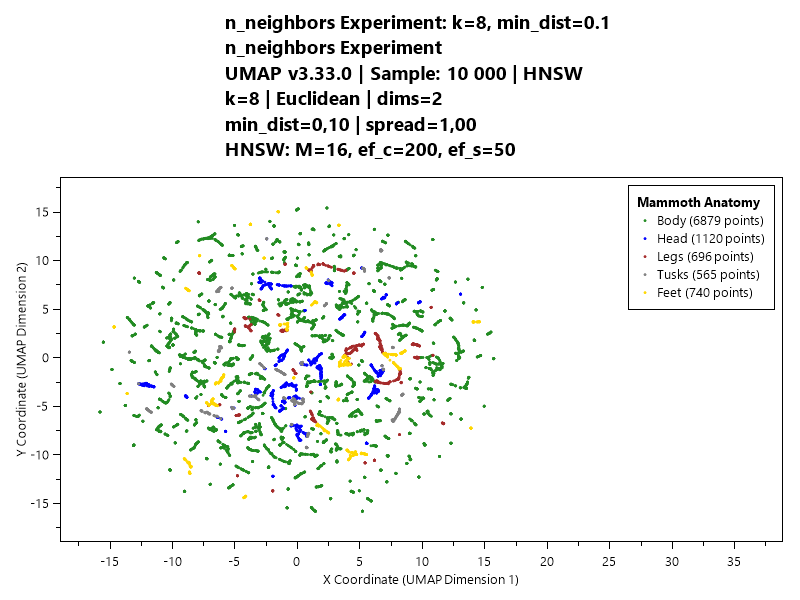 n_neighbors Experiment: k=8, min_dist=0.1
n_neighbors Experiment
UMAP v3.33.0 | Sample: 10 000 | HNSW
k=8 | Euclidean | dims=2
min_dist=0,10 | spread=1,00
HNSW: M=16, ef_c=200, ef_s=50
Mammoth Anatomy
Body (6879 points)
Head (1120 points)
Legs (696 points)
Tusks (565 points)
Feet (740 points)
Y Coordinate (UMAP Dimension 2)
15
10
5
0
-5
-10
-15
-15 -10 -5 0 5 10 15 20 25 30 35
X Coordinate (UMAP Dimension 1)